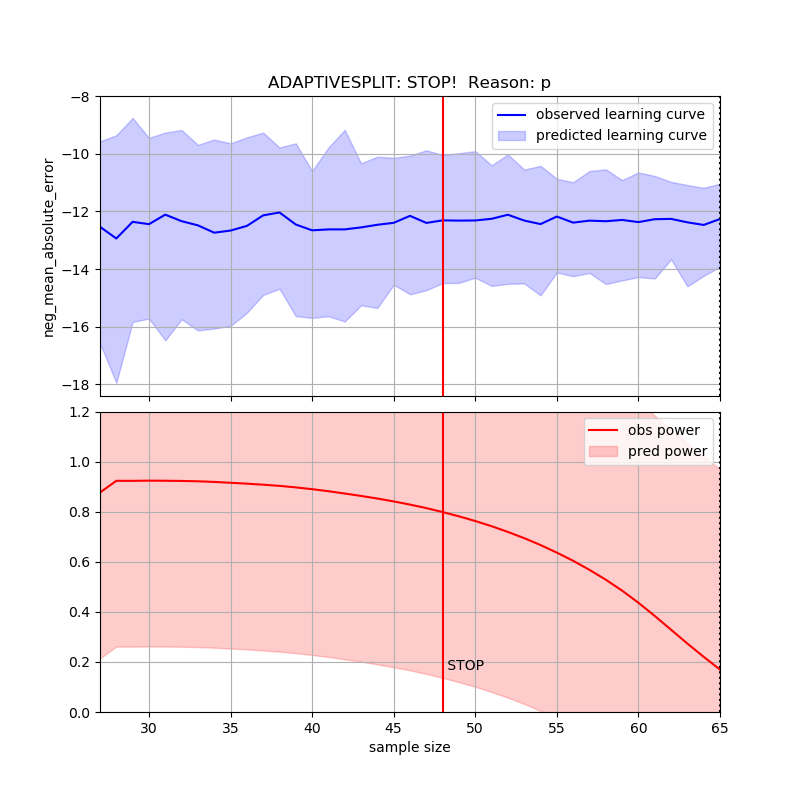 ADAPTIVESPLIT: STOP!  Reason: p
−8
−10
−12
−14
−16
−18
neg_mean_absolute_error
observed learning curve
predicted learning curve
1.2
1.0
0.8
0.6
0.4
0.2
0.0
obs power
pred power
STOP
30
35
40
45
50
55
60
65
sample size